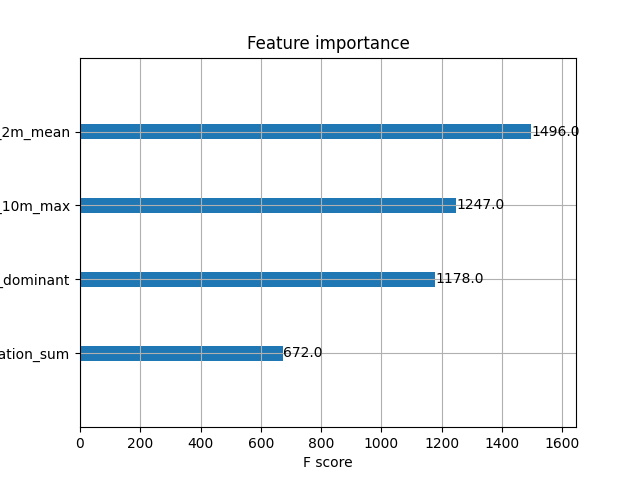 Feature importance
_2m_mean
1496.0
_10m_max
1247.0
_dominant
1178.0
ation_sum
672.0
0 200 400 600 800 1000 1200 1400 1600
F score